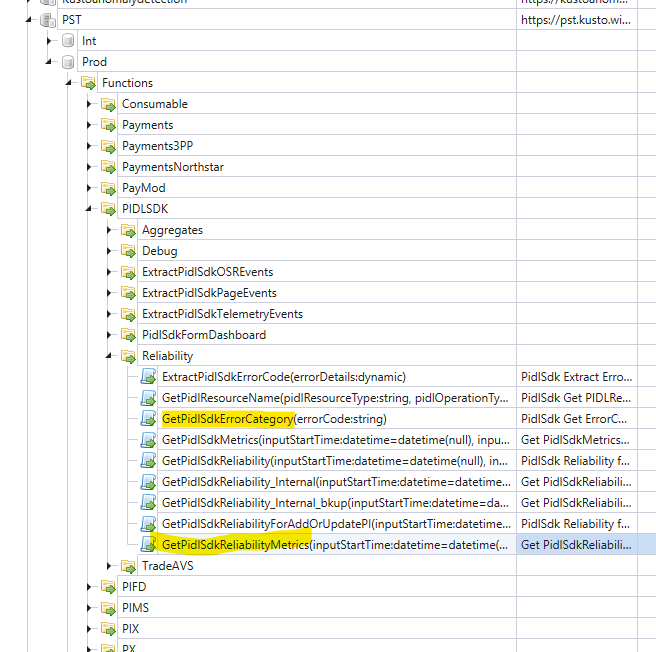 Kustoanomalydetection https://kustoanom...
PST https://pst.kusto.wi...
Int
Prod
Functions
Consumable
Payments
Payments3PP
PaymentsNorthstar
PayMod
PIDLSDK
Aggregates
Debug
ExtractPidlSdkOSREvents
ExtractPidlSdkPageEvents
ExtractPidlSdkTelemetryEvents
PidlSdkFormDashboard
Reliability
ExtractPidlSdkErrorCode(errorDetails:dynamic) PidlSdk Extract Erro...
GetPidlResourceName(pidlResourceType:string, pidlOperationTy... PidlSdk Get PIDLRe...
GetPidlSdkErrorCategory(errorCode:string) PidlSdk Get ErrorC...
GetPidlSdkMetrics(inputStartTime:datetime=datetime(null), inpu... Get PidlSdkMetrics...
GetPidlSdkReliability(inputStartTime:datetime=datetime(null), in... PidlSdk Reliability f...
GetPidlSdkReliability_Internal(inputStartTime:datetime=datetim... Get PidlSdkReliabili...
GetPidlSdkReliability_Internal_bkup(inputStartTime:datetime=da... Get PidlSdkReliabili...
GetPidlSdkReliabilityForAddOrUpdatePI(inputStartTime:datetime... PidlSdk Reliability f...
GetPidlSdkReliabilityMetrics(inputStartTime:datetime=datetime(... Get PidlSdkReliabili...
TradeAVS
PIFD
PIMS
PIX
PX